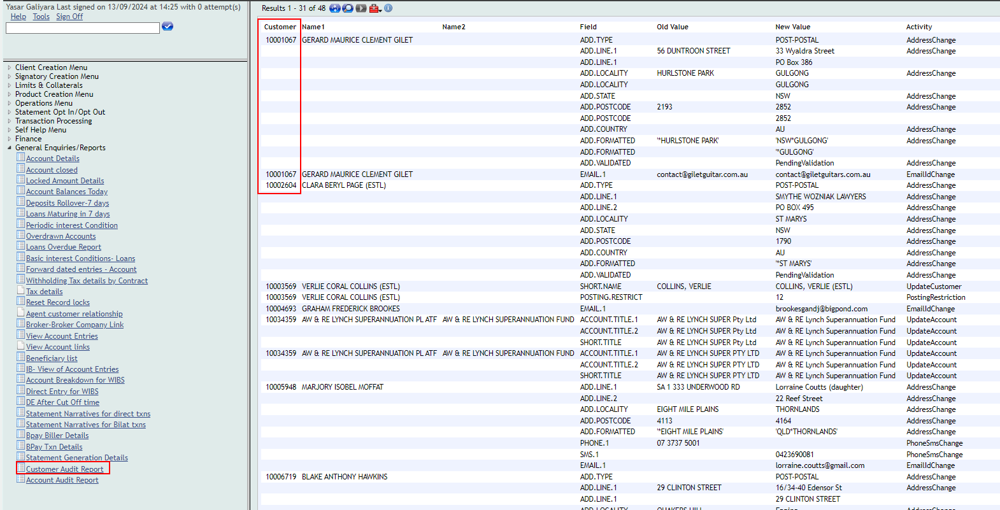 Yasar Galiyara Last signed on 13/09/2024 at 14:25 with 0 attempt(s)
Help Tools Sign Off
Client Creation Menu
Signatory Creation Menu
Limits & Collaterals
Product Creation Menu
Operations Menu
Statement Opt In/Opt Out
Transaction Processing
Self Help Menu
Finance
General Enquiries/Reports
Account Details
Account closed
Locked Amount Details
Account Balances Today
Deposits Rollover-7 days
Loans Maturing in 7 days
Periodic interest Condition
Overdrawn Accounts
Loans Overdue Report
Basic interest Conditions- Loans
Forward dated entries - Account
Withholding Tax details by Contract
Tax details
Reset Record locks
Agent customer relationship
Broker-Broker Company Link
View Account Entries
View Account links
Beneficiary list
IB- View of Account Entries
Account Breakdown for WIBS
Direct Entry for WIBS
DE After Cut Off time
Statement Narratives for direct txns
Statement Narratives for Bilat txns
Bpay Biller Details
BPay Txn Details
Statement Generation Details
Customer Audit Report
Account Audit Report
Results 1 - 31 of 48
Customer Name1 Name2 Field Old Value New Value Activity
10001067 GERARD MAURICE CLEMENT GILET ADD.TYPE POST-POSTAL AddressChange
ADD.LINE.1 56 DUNTROON STREET 33 Wyaldra Street AddressChange
ADD.LINE.1 PO Box 386
ADD.LOCALITY HURLSTONE PARK GULGONG AddressChange
ADD.LOCALITY GULGONG
ADD.STATE NSW AddressChange
ADD.POSTCODE 2193 2852 AddressChange
ADD.POSTCODE 2852
ADD.COUNTRY AU AddressChange
ADD.FORMATTED '*HURLSTONE PARK' 'NSW*GULGONG' AddressChange
ADD.FORMATTED '*GULGONG'
ADD.VALIDATED PendingValidation AddressChange
10001067 GERARD MAURICE CLEMENT GILET EMAIL.1 contact@giletguitar.com.au contact@giletguitars.com.au EmailIdChange
10002604 CLARA BERYL PAGE (ESTL) ADD.TYPE POST-POSTAL AddressChange
ADD.LINE.1 SMYTHE WOZNIAK LAWYERS AddressChange
ADD.LINE.2 PO BOX 495 AddressChange
ADD.LOCALITY ST MARYS AddressChange
ADD.STATE NSW AddressChange
ADD.POSTCODE 1790 AddressChange
ADD.COUNTRY AU AddressChange
ADD.FORMATTED '*ST MARYS' AddressChange
ADD.VALIDATED PendingValidation AddressChange
10003569 VERLIE CORAL COLLINS (ESTL) SHORT.NAME COLLINS, VERLIE COLLINS, VERLIE (ESTL) UpdateCustomer
10003569 VERLIE CORAL COLLINS (ESTL) POSTING.RESTRICT 12 PostingRestriction
10004693 GRAHAM FREDERICK BROOKES EMAIL.1 brookesgandj@bigpond.com EmailIdChange
10034359 AW & RE LYNCH SUPERANNUATION PL ATF AW & RE LYNCH SUPERANNUATION FUND ACCOUNT.TITLE.1 AW & RE LYNCH SUPER Pty Ltd AW & RE Lynch Superannuation Fund UpdateAccount
ACCOUNT.TITLE.2 AW & RE LYNCH SUPER Pty Ltd AW & RE Lynch Superannuation Fund UpdateAccount
SHORT.TITLE AW & RE LYNCH SUPER Pty Ltd AW & RE Lynch Superannuation Fund UpdateAccount
10034359 AW & RE LYNCH SUPERANNUATION PL ATF AW & RE LYNCH SUPERANNUATION FUND ACCOUNT.TITLE.1 AW & RE LYNCH SUPER PTY LTD AW & RE Lynch Superannuation Fund UpdateAccount
ACCOUNT.TITLE.2 AW & RE LYNCH SUPER PTY LTD AW & RE Lynch Superannuation Fund UpdateAccount
SHORT.TITLE AW & RE LYNCH SUPER PTY LTD AW & RE Lynch Superannuation Fund UpdateAccount
10005948 MARJORY ISOBEL MOFFAT ADD.LINE.1 SA 1 333 UNDERWOOD RD Lorraine Coutts (daughter) AddressChange
ADD.LINE.2 22 Reef Street AddressChange
ADD.LOCALITY EIGHT MILE PLAINS THORNLANDS AddressChange
ADD.POSTCODE 4113 4164 AddressChange
ADD.FORMATTED '*EIGHT MILE PLAINS' 'QLD*THORNLANDS' AddressChange
PHONE.1 07 3737 5001 PhoneSmsChange
SMS.1 0423690081 PhoneSmsChange
EMAIL.1 lorraine.coutts@gmail.com EmailIdChange
10006719 BLAKE ANTHONY HAWKINS ADD.TYPE POST-POSTAL AddressChange
ADD.LINE.1 29 CLINTON STREET 16/34-40 Edensor St AddressChange
ADD.LINE.1 29 CLINTON STREET
ADD.LOCALITY QUAKERS HILL Epping AddressChange